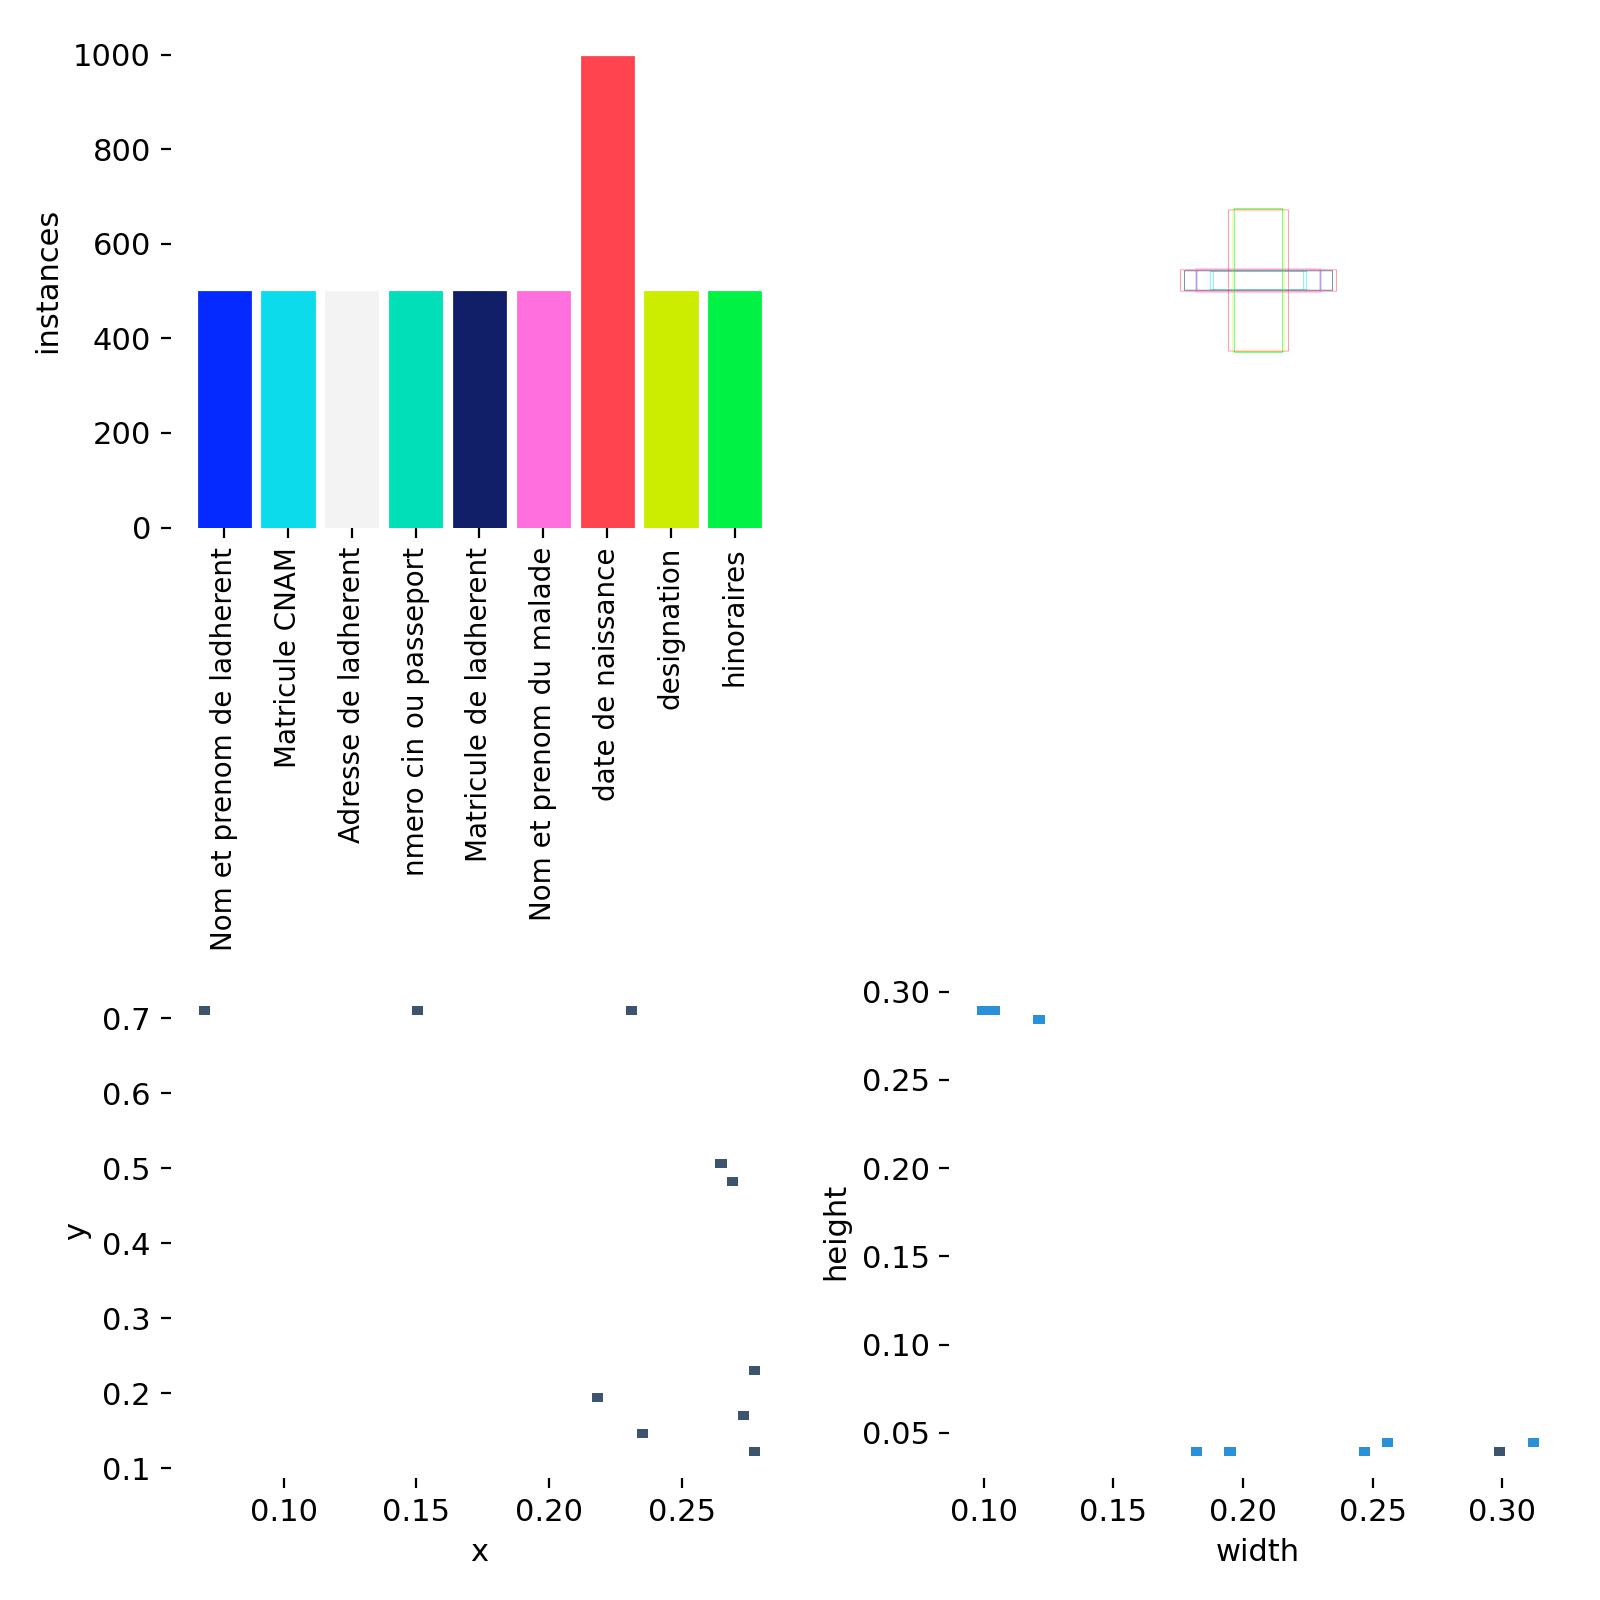 1000
800
600
400
200
0
instances
Nom et prenom de ladherent
Matricule CNAM
Adresse de ladherent
nmero cin ou passeport
Matricule de ladherent
Nom et prenom du malade
date de naissance
designation
hinoraires
0.7
0.6
0.5
0.4
0.3
0.2
0.1
y
0.10 0.15 0.20 0.25
x
0.30
0.25
0.20
0.15
0.10
0.05
height
0.10 0.15 0.20 0.25 0.30
width